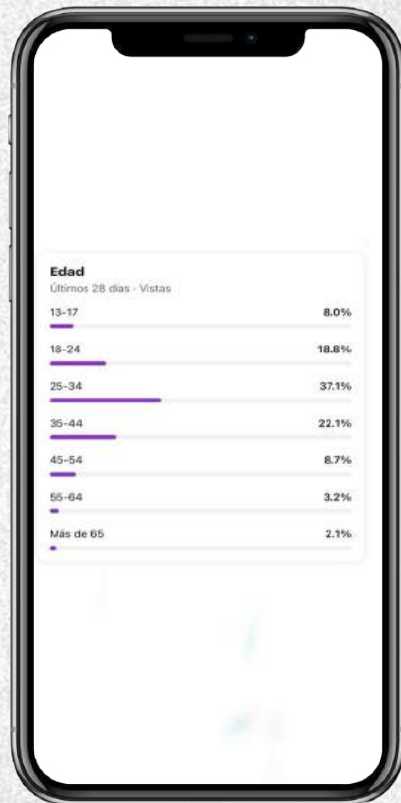 Edad
Últimos 28 días · Vistas
13-17 8.0%
18-24 18.8%
25-34 37.1%
35-44 22.1%
45-54 8.7%
55-64 3.2%
Más de 65 2.1%